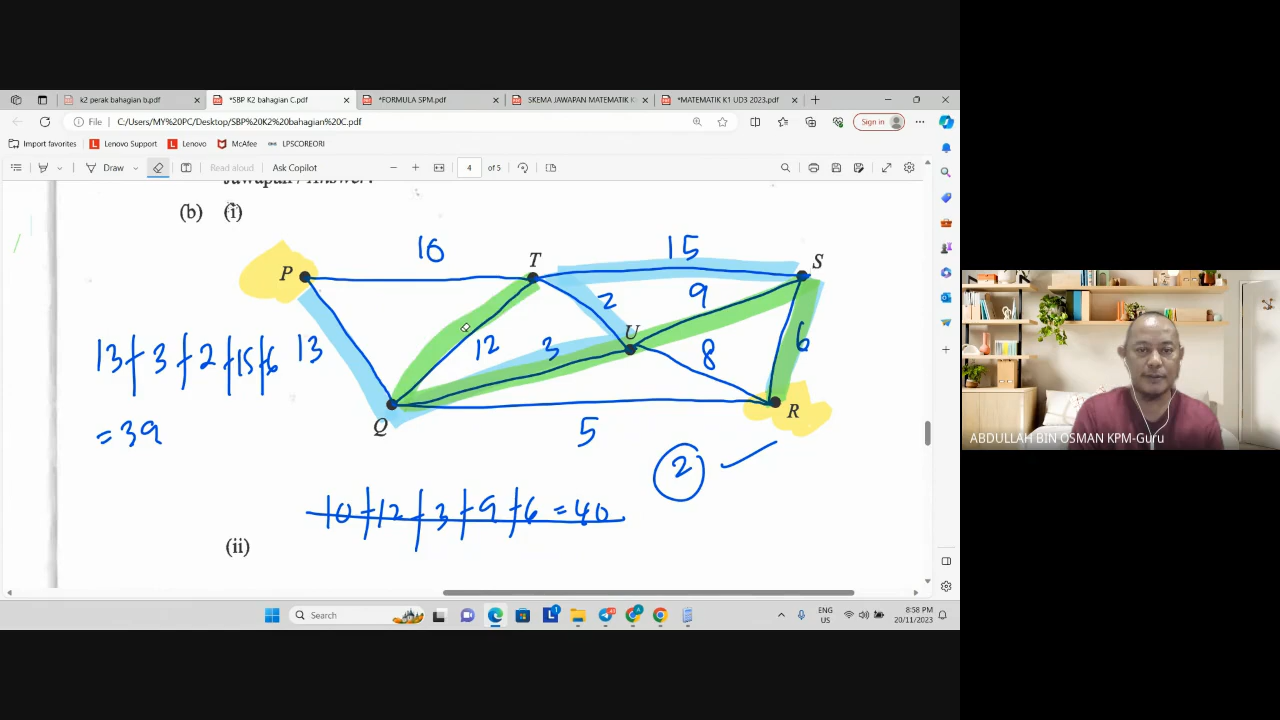 k2 perak bahagian b.pdf
*SBP K2 bahagian C.pdf
*FORMULA SPM.pdf
SKEMA JAWAPAN MATEMATIK K
*MATEMATIK K1 UD3 2023.pdf
File C:/Users/MY%20PC/Desktop/SBP%20K2%20bahagian%20C.pdf
Sign in
Import favorites
Lenovo Support
Lenovo
McAfee
LPSCOREORI
Draw
Read aloud
Ask Copilot
4 of 5
Jawapan / Answer :
(b) (i)
10
15
P
T
S
2
9
U
13+3+2+15+6
13
12
3
8
6
= 39
Q
R
5
2
10+12+3+9+6=40
(ii)
ABDULLAH BIN OSMAN KPM-Guru
Search
ENG
US
8:58 PM
20/11/2023